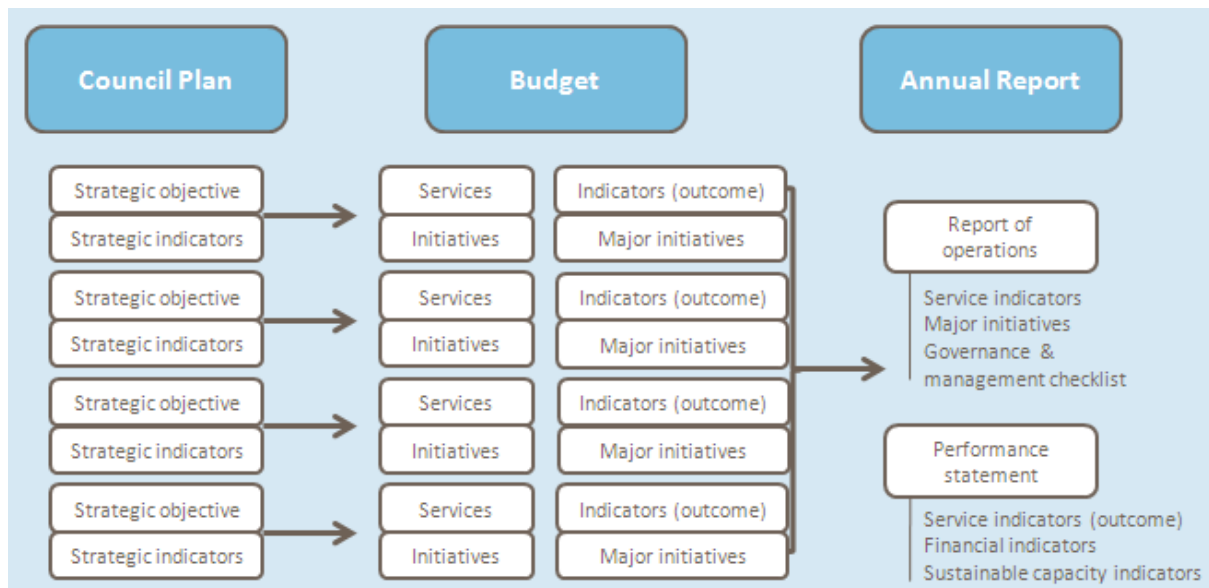 Council Plan
Budget
Annual Report
Strategic objective
Strategic indicators
Services
Initiatives
Indicators (outcome)
Major initiatives
Strategic objective
Strategic indicators
Services
Initiatives
Indicators (outcome)
Major initiatives
Strategic objective
Strategic indicators
Services
Initiatives
Indicators (outcome)
Major initiatives
Strategic objective
Strategic indicators
Services
Initiatives
Indicators (outcome)
Major initiatives
Report of
operations
Service indicators
Major initiatives
Governance &
management checklist
Performance
statement
Service indicators (outcome)
Financial indicators
Sustainable capacity indicators